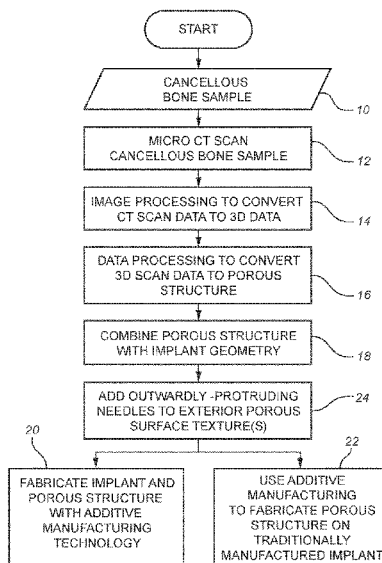 START
CANCELLOUS
BONE SAMPLE
10
MICRO CT SCAN
CANCELLOUS BONE SAMPLE
12
IMAGE PROCESSING TO CONVERT
CT SCAN DATA TO 3D DATA
14
DATA PROCESSING TO CONVERT
3D SCAN DATA TO POROUS
STRUCTURE
16
COMBINE POROUS STRUCTURE
WITH IMPLANT GEOMETRY
18
ADD OUTWARDLY -PROTRUDING
NEEDLES TO EXTERIOR POROUS
SURFACE TEXTURE(S)
24
20
FABRICATE IMPLANT AND
POROUS STRUCTURE
WITH ADDITIVE
MANUFACTURING
TECHNOLOGY
22
USE ADDITIVE
MANUFACTURING
TO FABRICATE POROUS
STRUCTURE ON
TRADITIONALLY
MANUFACTURED IMPLANT